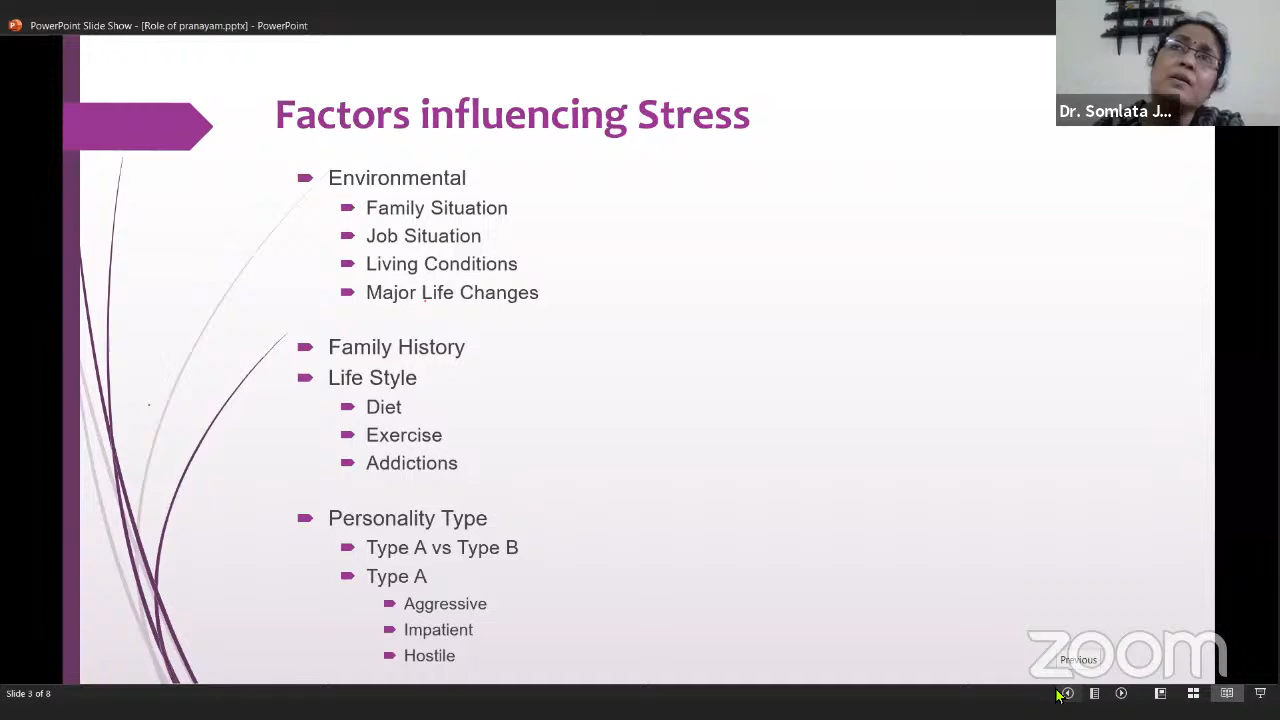 PowerPoint Slide Show - [Role of pranayam.pptx] - PowerPoint
Dr. Somlata J...
Factors influencing Stress
Environmental
Family Situation
Job Situation
Living Conditions
Major Life Changes
Family History
Life Style
Diet
Exercise
Addictions
Personality Type
Type A vs Type B
Type A
Aggressive
Impatient
Hostile
zoom
Previous
Slide 3 of 8